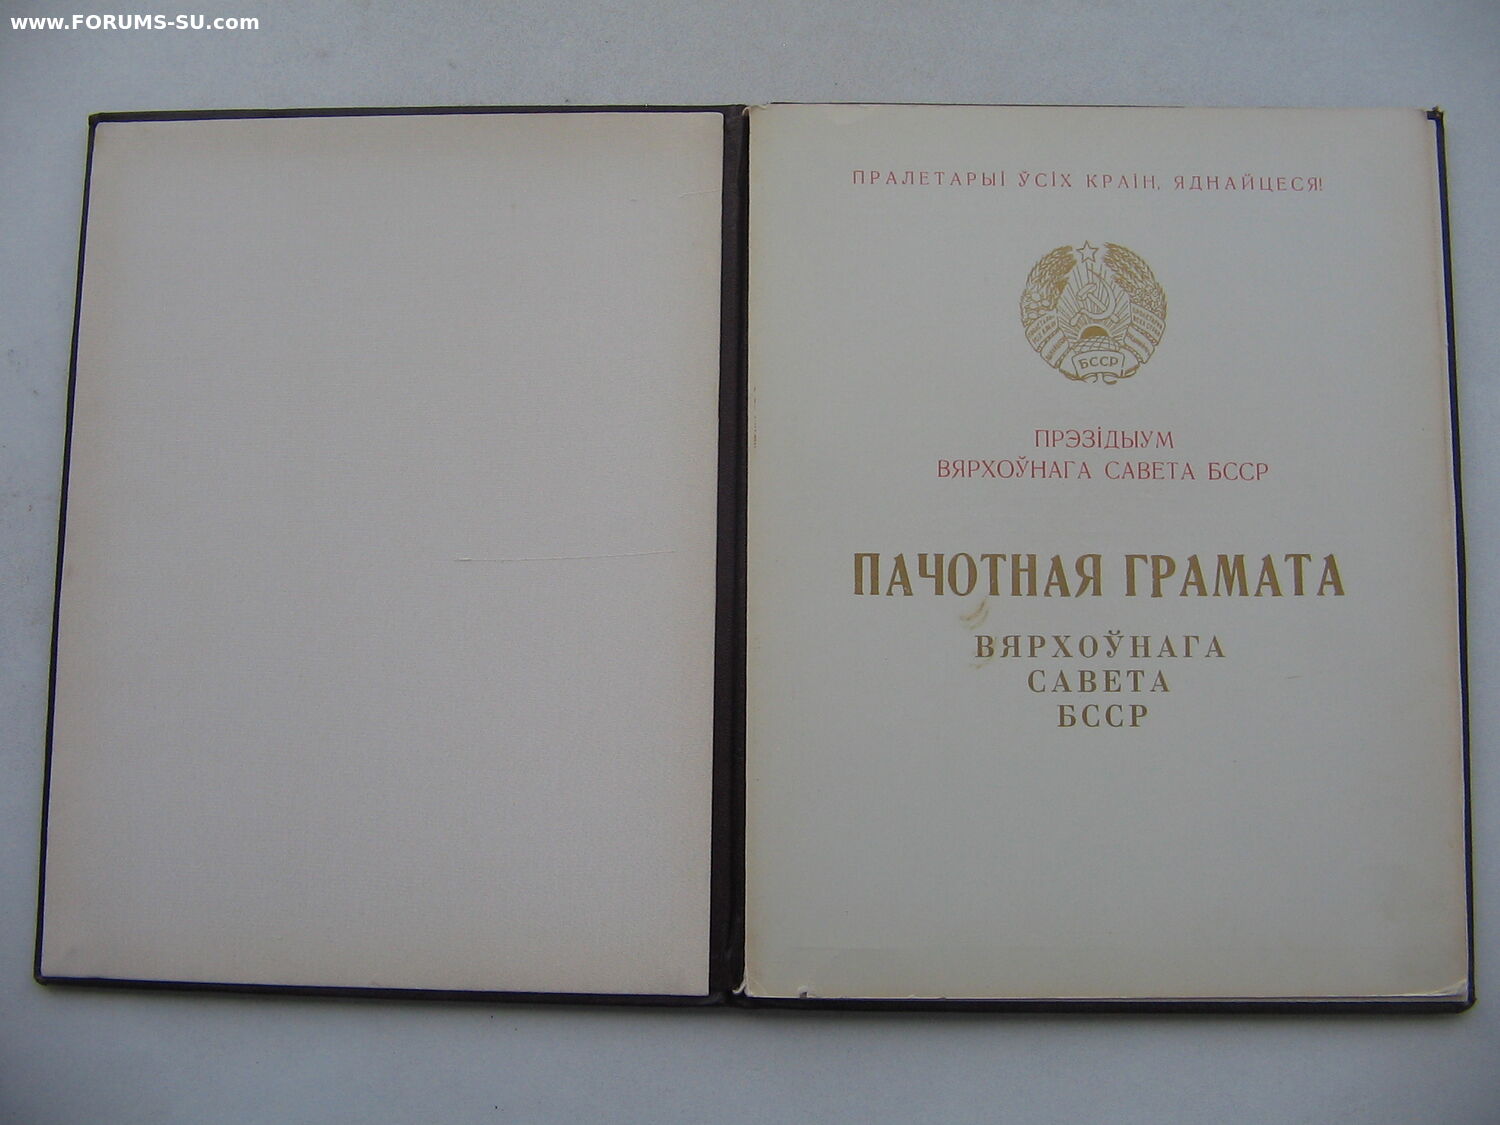 www.FORUMS-SU.com
ПРАЛЕТАРЫІ ЎСІХ КРАІН, ЯДНАЙЦЕСЯ!
БССР
ПРЭЗІДЫУМ
ВЯРХОЎНАГА САВЕТА БССР
ПАЧОТНАЯ ГРАМАТА
ВЯРХОЎНАГА
САВЕТА
БССР